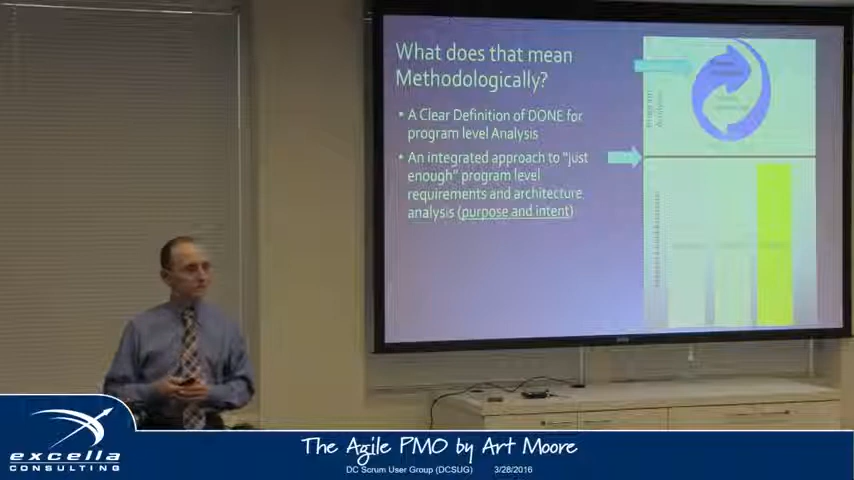 What does that mean
Methodologically?
• A Clear Definition of DONE for
program level Analysis
• An integrated approach to "just
enough" program level
requirements and architecture
analysis (purpose and intent)
excella
CONSULTING
The Agile PMO by Art Moore
DC Scrum User Group (DCSUG) 3/28/2016